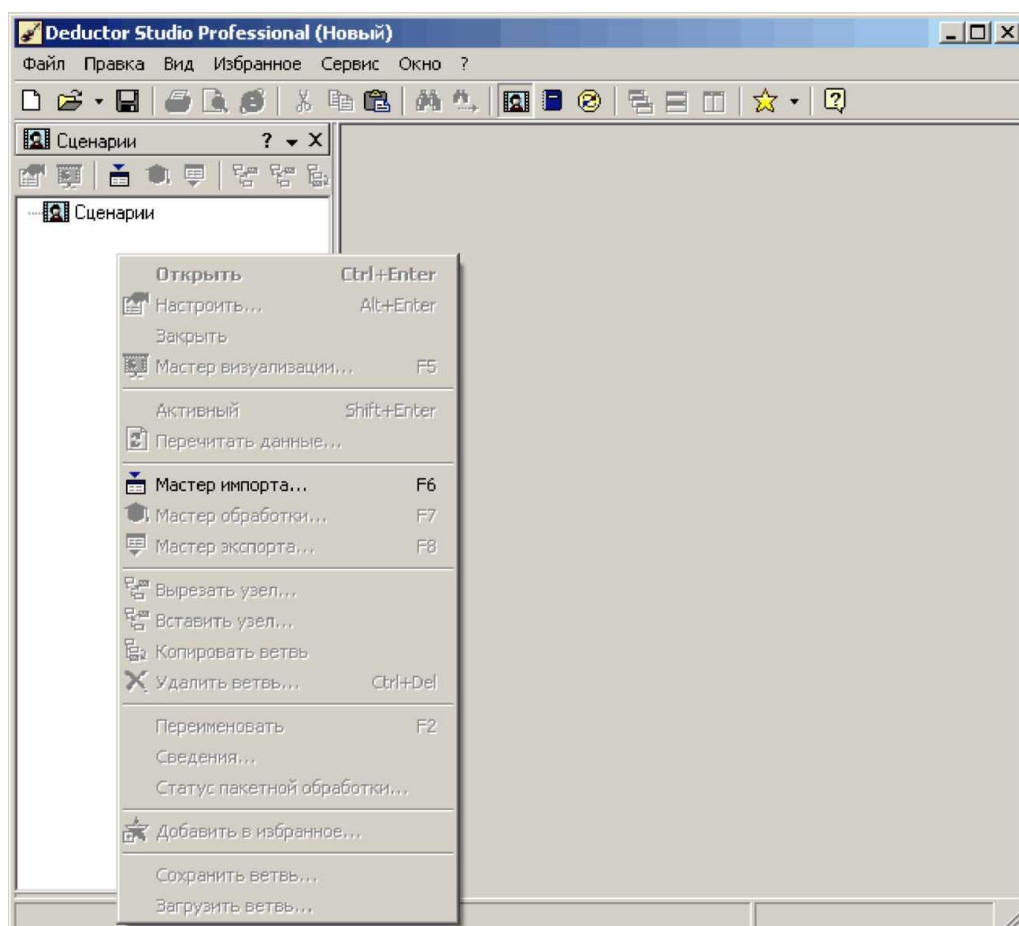 Deductor Studio Professional (Новый)
Файл Правка Вид Избранное Сервис Окно ?
Сценарии ? X
Сценарии
Открыть Ctrl+Enter
Настроить... Alt+Enter
Закрыть
Мастер визуализации... F5
Активный Shift+Enter
Перечитать данные...
Мастер импорта... F6
Мастер обработки... F7
Мастер экспорта... F8
Вырезать узел...
Вставить узел...
Копировать ветвь
Удалить ветвь... Ctrl+Del
Переименовать F2
Сведения...
Статус пакетной обработки...
Добавить в избранное...
Сохранить ветвь...
Загрузить ветвь...